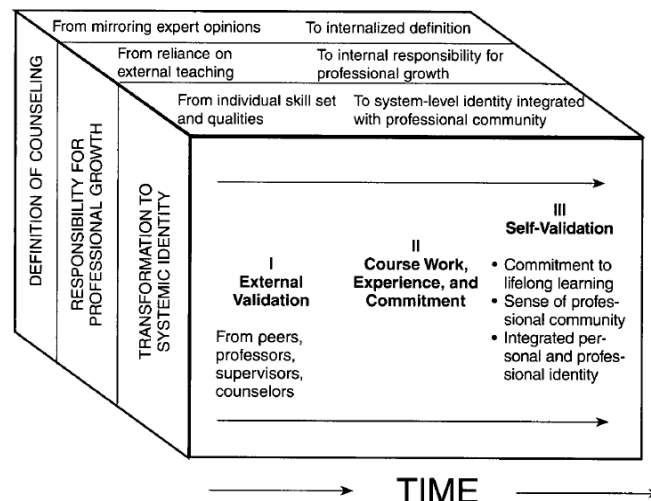 From mirroring expert opinions
To internalized definition
From reliance on
external teaching
To internal responsibility for
professional growth
From individual skill set
and qualities
To system-level identity integrated
with professional community
DEFINITION OF COUNSELING
RESPONSIBILITY FOR
PROFESSIONAL GROWTH
TRANSFORMATION TO
SYSTEMIC IDENTITY
I
External
Validation
From peers,
professors,
supervisors,
counselors
II
Course Work,
Experience, and
Commitment
III
Self-Validation
• Commitment to
lifelong learning
• Sense of profes-
sional community
• Integrated per-
sonal and profes-
sional identity
TIME